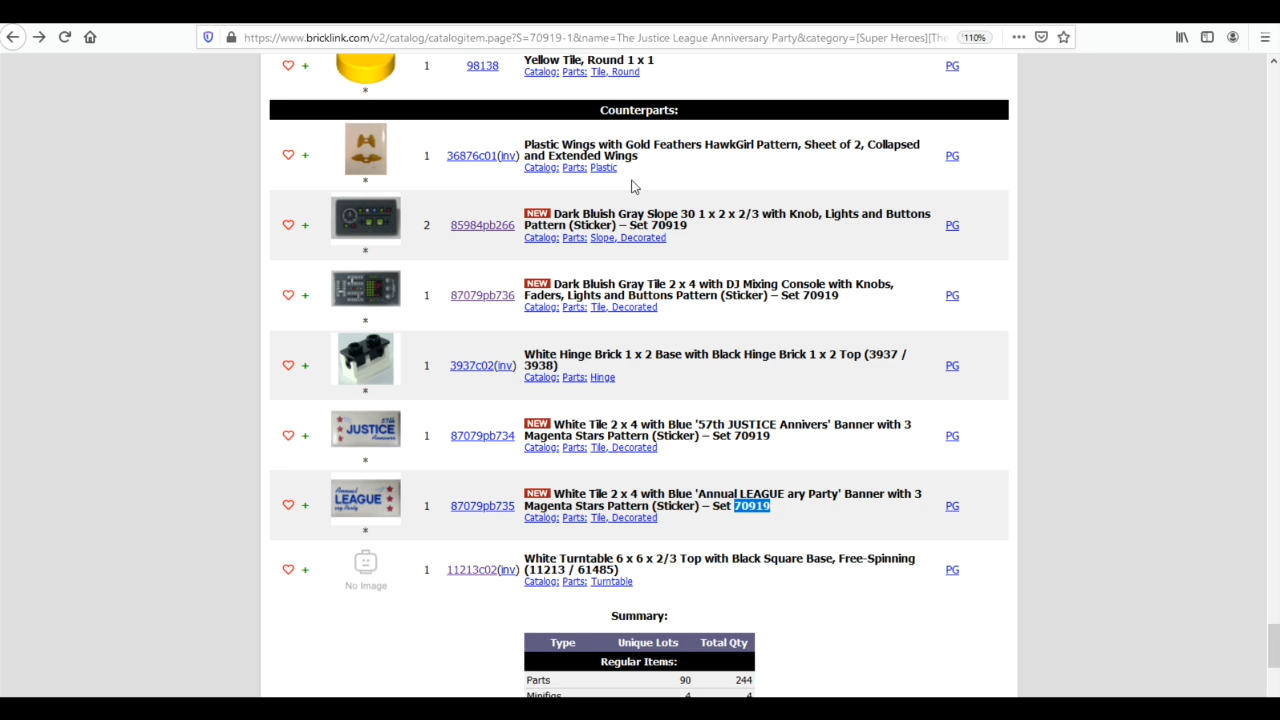 https://www.bricklink.com/v2/catalog/catalogitem.page?S=70919-1&name=The Justice League Anniversary Party&category=[Super Heroes][The
110%
1 98138 Yellow Tile, Round 1 x 1 PG
Catalog: Parts: Tile, Round
*
Counterparts:
Plastic Wings with Gold Feathers HawkGirl Pattern, Sheet of 2, Collapsed
1 36876c01(inv) and Extended Wings PG
Catalog: Parts: Plastic
*
NEW Dark Bluish Gray Slope 30 1 x 2 x 2/3 with Knob, Lights and Buttons
2 85984pb266 Pattern (Sticker) – Set 70919 PG
Catalog: Parts: Slope, Decorated
*
NEW Dark Bluish Gray Tile 2 x 4 with DJ Mixing Console with Knobs,
1 87079pb736 Faders, Lights and Buttons Pattern (Sticker) – Set 70919 PG
Catalog: Parts: Tile, Decorated
*
White Hinge Brick 1 x 2 Base with Black Hinge Brick 1 x 2 Top (3937 /
1 3937c02(inv) 3938) PG
Catalog: Parts: Hinge
*
57th
JUSTICE
Annivers
NEW White Tile 2 x 4 with Blue '57th JUSTICE Annivers' Banner with 3
1 87079pb734 Magenta Stars Pattern (Sticker) – Set 70919 PG
Catalog: Parts: Tile, Decorated
*
Annual
LEAGUE
ary Party
NEW White Tile 2 x 4 with Blue 'Annual LEAGUE ary Party' Banner with 3
1 87079pb735 Magenta Stars Pattern (Sticker) – Set 70919 PG
Catalog: Parts: Tile, Decorated
*
No Image
White Turntable 6 x 6 x 2/3 Top with Black Square Base, Free-Spinning
1 11213c02(inv) (11213 / 61485) PG
Catalog: Parts: Turntable
Summary:
Type Unique Lots Total Qty
Regular Items:
Parts 90 244
Minifigs 4 4